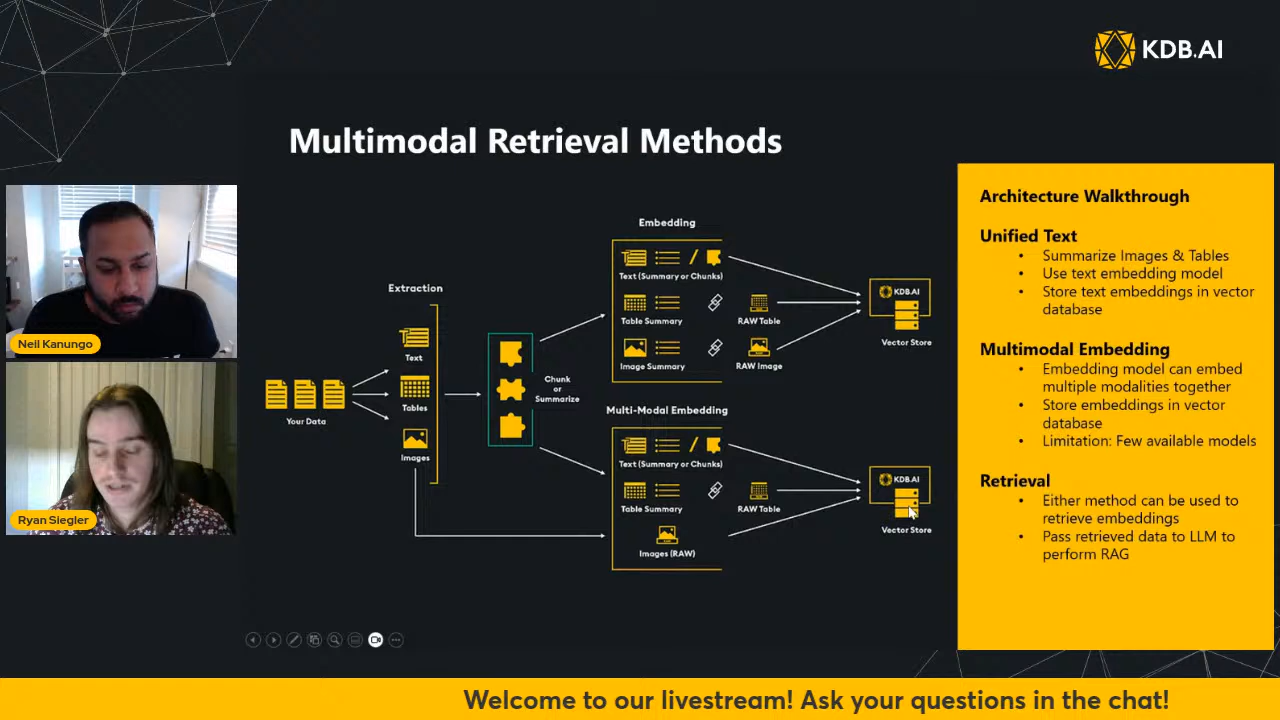 KDB.AI
Multimodal Retrieval Methods
Neil Kanungo
Ryan Siegler
Your Data
Extraction
Text
Tables
Images
Chunk
or
Summarize
Embedding
Text (Summary or Chunks)
Table Summary
RAW Table
Image Summary
RAW Image
KDB.AI
Vector Store
Multi-Modal Embedding
Text (Summary or Chunks)
Table Summary
RAW Table
Images (RAW)
KDB.AI
Vector Store
Architecture Walkthrough
Unified Text
• Summarize Images & Tables
• Use text embedding model
• Store text embeddings in vector
database
Multimodal Embedding
• Embedding model can embed
multiple modalities together
• Store embeddings in vector
database
• Limitation: Few available models
Retrieval
• Either method can be used to
retrieve embeddings
• Pass retrieved data to LLM to
perform RAG
Welcome to our livestream! Ask your questions in the chat!